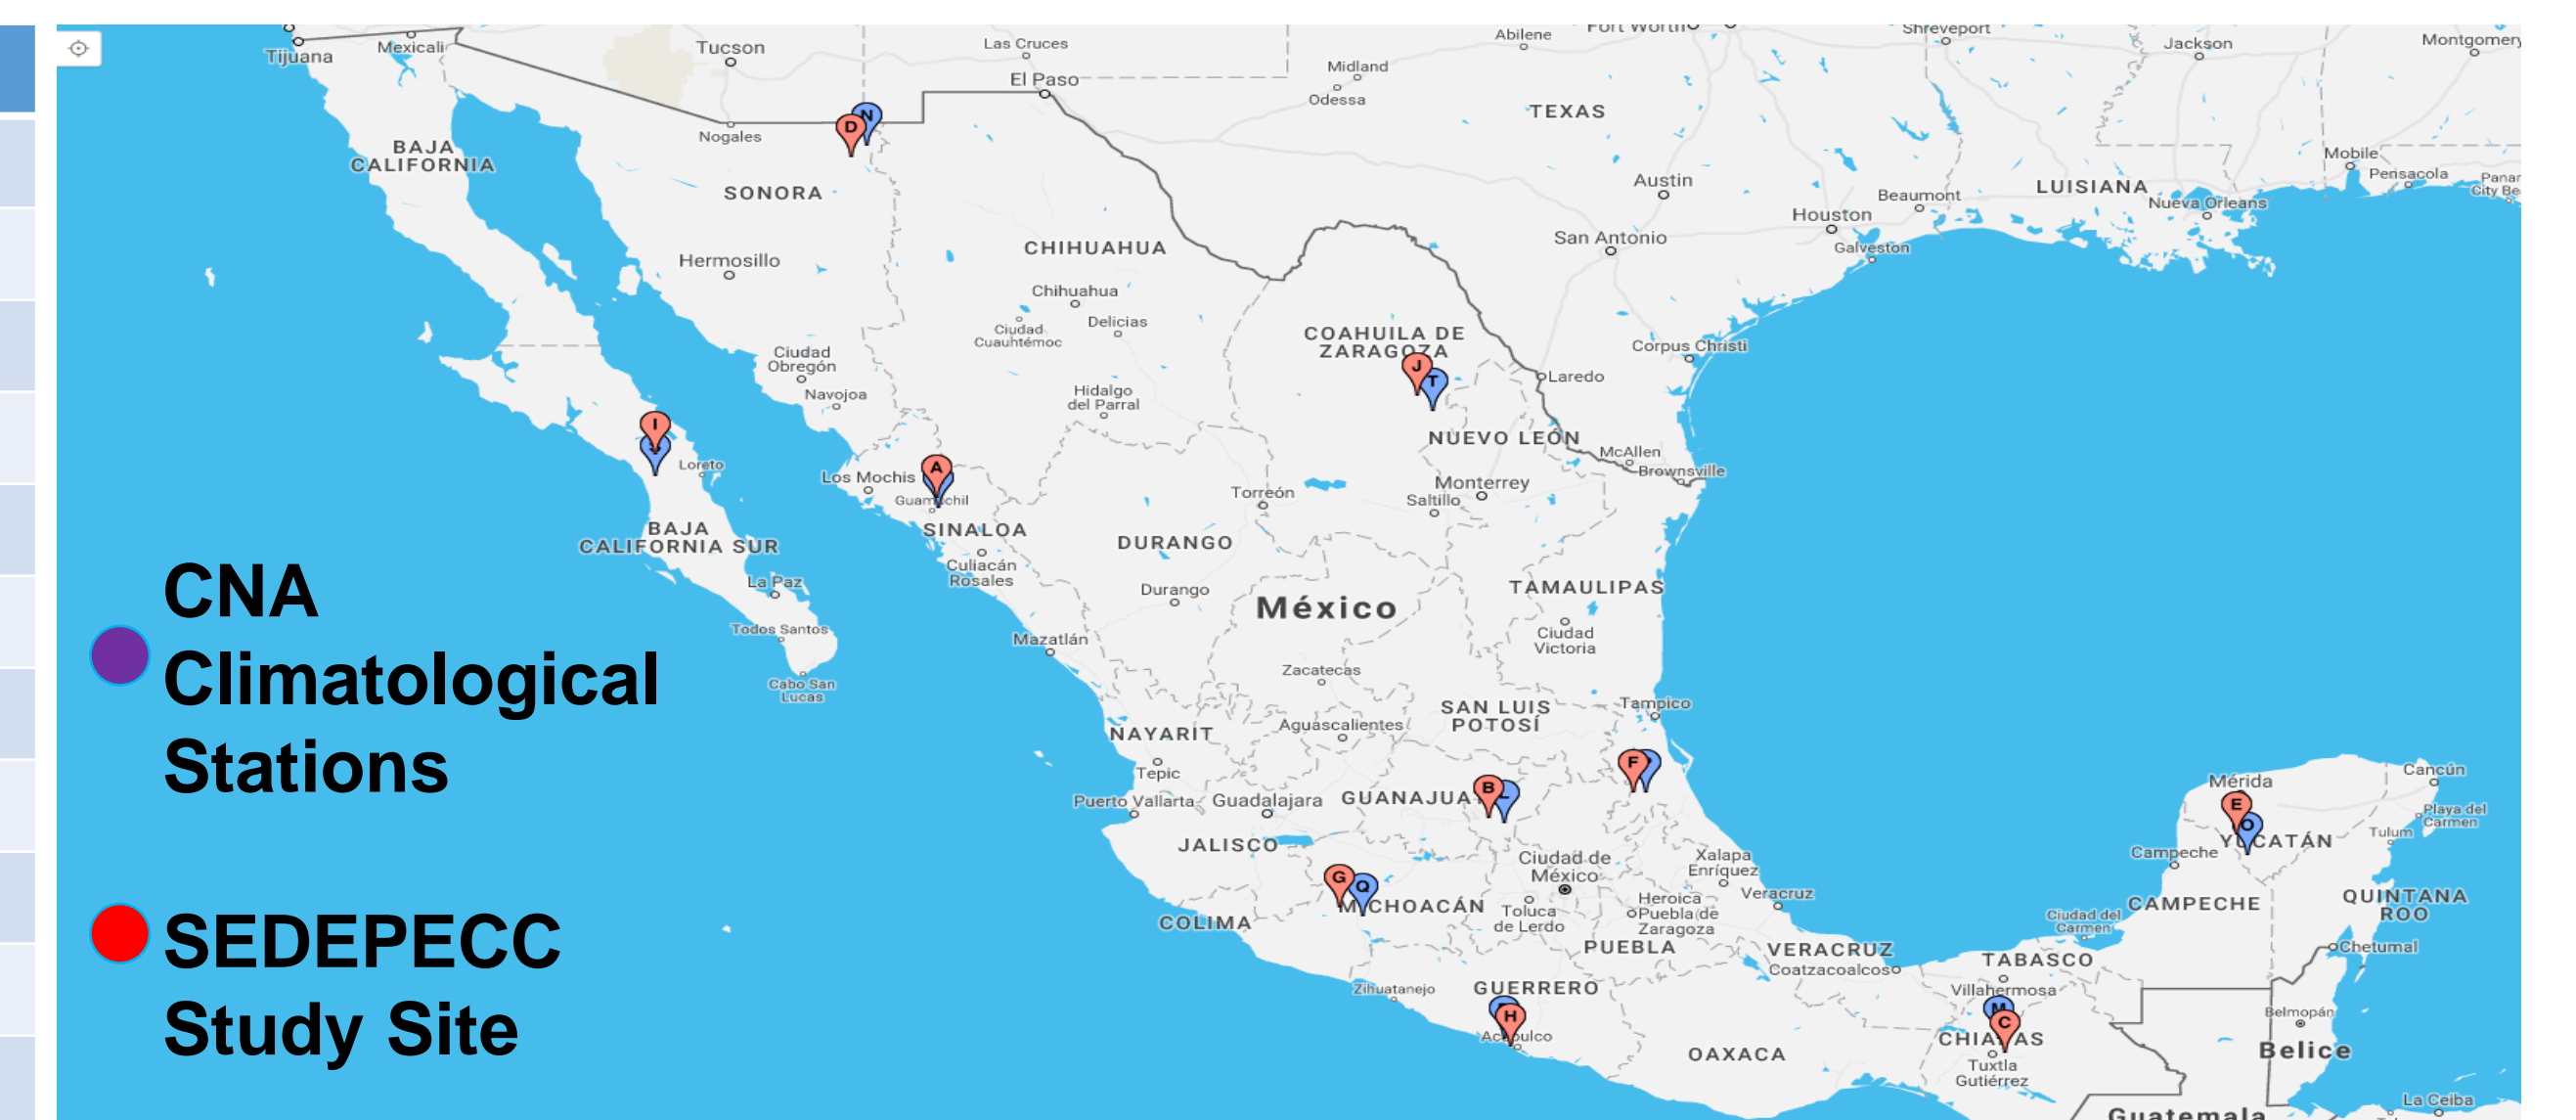 Tijuana
Mexicali
Tucson
Las Cruces
El Paso
Abilene
Fort Worth
Shreveport
Jackson
Montgomery
Midland
Odessa
TEXAS
Nogales
N
D
BAJA
CALIFORNIA
SONORA
Hermosillo
CHIHUAHUA
Chihuahua
Delicias
Ciudad
Cuauhtémoc
Austin
San Antonio
Houston
Beaumont
Galveston
LUISIANA
Nueva Orleans
Mobile
Pensacola
Ciudad
Obregón
Navojoa
Hidalgo
del Parral
COAHUILA DE
ZARAGOZA
J
T
Laredo
Corpus Christi
NUEVO LEÓN
McAllen
Brownsville
Monterrey
Saltillo
Torreón
I
Loreto
Los Mochis
A
SINALOA
Culiacán
Rosales
DURANGO
Durango
BAJA
CALIFORNIA SUR
La Paz
Todos Santos
Cabo San
Lucas
Mazatlán
México
TAMAULIPAS
Ciudad
Victoria
Zacatecas
SAN LUIS
POTOSÍ
Tampico
Aguascalientes
NAYARIT
Tepic
Puerto Vallarta
Guadalajara
GUANAJUA
B
L
F
JALISCO
COLIMA
G
Q
MICHOACÁN
Ciudad de
México
Toluca
de Lerdo
Xalapa
Enríquez
Heroica
Puebla de
Zaragoza
Veracruz
PUEBLA
VERACRUZ
Coatzacoalcos
Zihuatanejo
GUERRERO
H
Acapulco
OAXACA
TABASCO
Villahermosa
M
C
CHIAPAS
Tuxtla
Gutiérrez
Mérida
E
O
YUCATÁN
Cancún
Playa del
Carmen
Tulum
Campeche
CAMPECHE
Ciudad del
Carmen
QUINTANA
ROO
Chetumal
Belmopán
Belice
Guatemala
La Ceiba
CNA
Climatological
Stations
SEDEPECC
Study Site